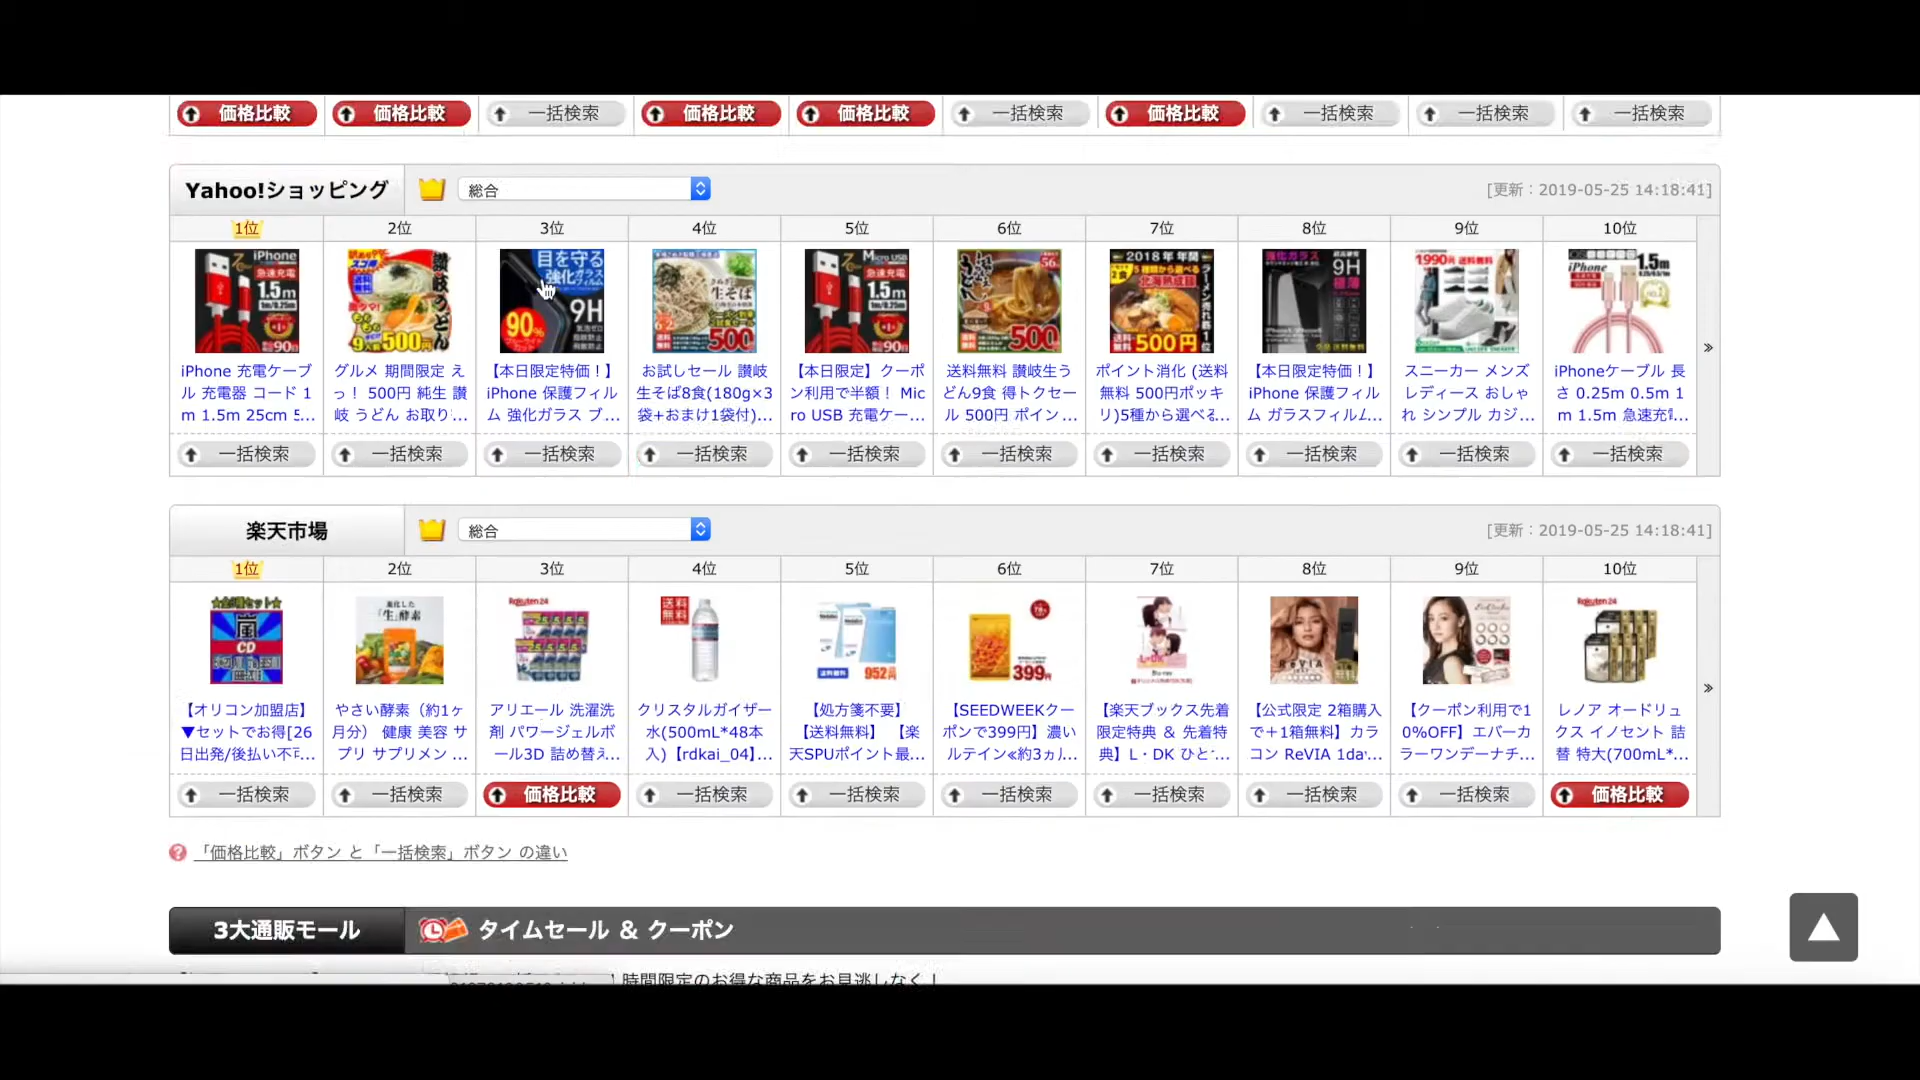 価格比較 価格比較 一括検索 価格比較 価格比較 一括検索 価格比較 一括検索 一括検索 一括検索
Yahoo!ショッピング 総合 [更新：2019-05-25 14:18:41]
1位 2位 3位 4位 5位 6位 7位 8位 9位 10位
iPhone 充電ケーブ
ル 充電器 コード 1
m 1.5m 25cm 5...
グルメ 期間限定 え
っ！ 500円 純生 讃
岐 うどん お取り...
【本日限定特価！】
iPhone 保護フィル
ム 強化ガラス ブ...
お試しセール 讃岐
生そば8食(180g×3
袋+おまけ1袋付)...
【本日限定】クーポ
ン利用で半額！ Mic
ro USB 充電ケー...
送料無料 讃岐生う
どん9食 得トクセー
ル 500円 ポイン...
ポイント消化 (送料
無料 500円ポッキ
リ)5種から選べる...
【本日限定特価！】
iPhone 保護フィル
ム ガラスフィルム...
スニーカー メンズ
レディース おしゃ
れ シンプル カジ...
iPhoneケーブル 長
さ 0.25m 0.5m 1
m 1.5m 急速充電...
一括検索 一括検索 一括検索 一括検索 一括検索 一括検索 一括検索 一括検索 一括検索 一括検索
楽天市場 総合 [更新：2019-05-25 14:18:41]
1位 2位 3位 4位 5位 6位 7位 8位 9位 10位
【オリコン加盟店】
▼セットでお得[26
日出発/後払い不可...
やさい酵素（約1ヶ
月分） 健康 美容 サ
プリ サプリメン ...
アリエール 洗濯洗
剤 パワージェルボ
ール3D 詰め替え...
クリスタルガイザー
水(500mL*48本
入)【rdkai_04】...
【処方箋不要】
【送料無料】【楽
天SPUポイント最...
【SEEDWEEKクー
ポンで399円】濃い
ルテイン≪約3ヵ月...
【楽天ブックス先着
限定特典 ＆ 先着特
典】L・DK ひと...
【公式限定 2箱購入
で＋1箱無料】カラ
コン ReVIA 1da...
【クーポン利用で1
0%OFF】エバーカ
ラーワンデーナチ...
レノア オードリュ
クス イノセント 詰
替 特大(700mL*...
一括検索 一括検索 価格比較 一括検索 一括検索 一括検索 一括検索 一括検索 一括検索 価格比較
「価格比較」ボタン と「一括検索」ボタン の違い
3大通販モール タイムセール ＆ クーポン
時間限定のお得な商品をお見逃しなく！